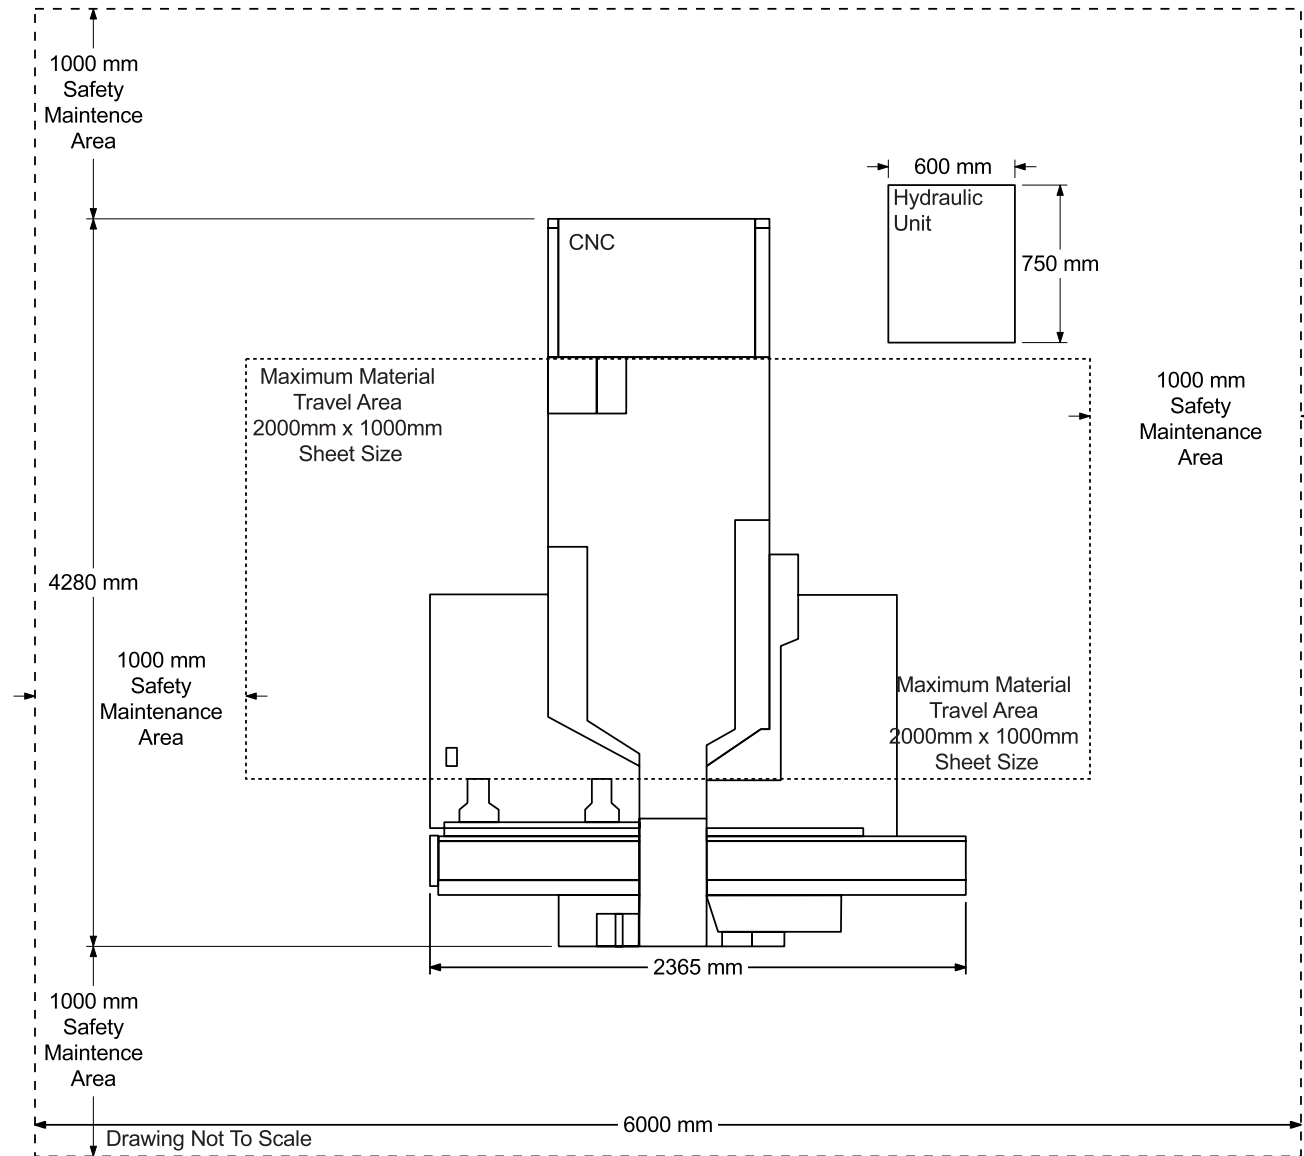 1000 mm
Safety
Maintence
Area
600 mm
Hydraulic
Unit
750 mm
CNC
Maximum Material
Travel Area
2000mm x 1000mm
Sheet Size
1000 mm
Safety
Maintenance
Area
4280 mm
1000 mm
Safety
Maintenance
Area
Maximum Material
Travel Area
2000mm x 1000mm
Sheet Size
2365 mm
1000 mm
Safety
Maintence
Area
6000 mm
Drawing Not To Scale